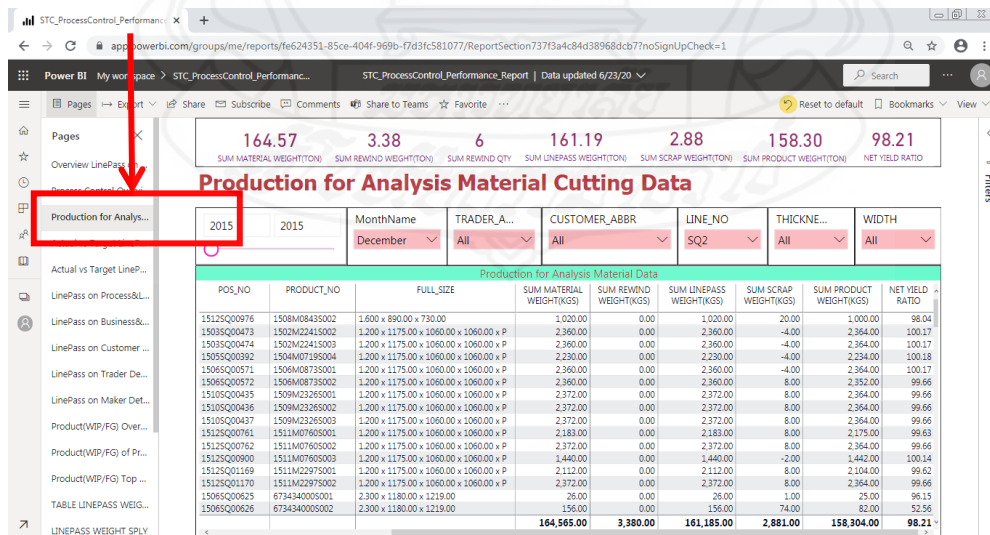 STC_ProcessControl_Performance
app.powerbi.com/groups/me/reports/fe624351-85ce-404f-969b-f7d3fc581077/ReportSection737f3a4c84d38968dcb7?noSignUpCheck=1
Power BI My workspace > STC_ProcessControl_Performanc... STC_ProcessControl_Performance_Report | Data updated 6/23/20 Search ...
Pages Export Share Subscribe Comments Share to Teams Favorite ... Reset to default Bookmarks View
Pages
Overview LinePass on ...
Production for Analys...
Actual vs Target LineP...
LinePass on Process&L...
LinePass on Business&...
LinePass on Customer ...
LinePass on Trader De...
LinePass on Maker Det...
Product(WIP/FG) Over...
Product(WIP/FG) of Pr...
Product(WIP/FG) Top ...
TABLE LINEPASS WEIG...
LINEPASS WEIGHT SPLY
164.57 3.38 6 161.19 2.88 158.30 98.21
SUM MATERIAL WEIGHT(TON) SUM REWIND WEIGHT(TON) SUM REWIND QTY SUM LINEPASS WEIGHT(TON) SUM SCRAP WEIGHT(TON) SUM PRODUCT WEIGHT(TON) NET YIELD RATIO
Production for Analysis Material Cutting Data
2015 2015
MonthName TRADER_A... CUSTOMER_ABBR LINE_NO THICKNE... WIDTH
December All All SQ2 All All
Filters
Production for Analysis Material Data
POS_NO PRODUCT_NO FULL_SIZE SUM MATERIAL WEIGHT(KGS) SUM REWIND WEIGHT(KGS) SUM LINEPASS WEIGHT(KGS) SUM SCRAP WEIGHT(KGS) SUM PRODUCT WEIGHT(KGS) NET YIELD RATIO
1512SQ00976 1508M0843S002 1.600 x 890.00 x 730.00 1,020.00 0.00 1,020.00 20.00 1,000.00 98.04
1503SQ00473 1502M2241S002 1.200 x 1175.00 x 1060.00 x 1060.00 x P 2,360.00 0.00 2,360.00 -4.00 2,364.00 100.17
1503SQ00474 1502M2241S003 1.200 x 1175.00 x 1060.00 x 1060.00 x P 2,360.00 0.00 2,360.00 -4.00 2,364.00 100.17
1505SQ00392 1504M0719S004 1.200 x 1175.00 x 1060.00 x 1060.00 x P 2,230.00 0.00 2,230.00 -4.00 2,234.00 100.18
1506SQ00571 1506M0873S001 1.200 x 1175.00 x 1060.00 x 1060.00 x P 2,360.00 0.00 2,360.00 -4.00 2,364.00 100.17
1506SQ00572 1506M0873S002 1.200 x 1175.00 x 1060.00 x 1060.00 x P 2,360.00 0.00 2,360.00 8.00 2,352.00 99.66
1510SQ00435 1509M2326S001 1.200 x 1175.00 x 1060.00 x 1060.00 x P 2,372.00 0.00 2,372.00 8.00 2,364.00 99.66
1510SQ00436 1509M2326S002 1.200 x 1175.00 x 1060.00 x 1060.00 x P 2,372.00 0.00 2,372.00 8.00 2,364.00 99.66
1510SQ00437 1509M2326S003 1.200 x 1175.00 x 1060.00 x 1060.00 x P 2,372.00 0.00 2,372.00 8.00 2,364.00 99.66
1512SQ00761 1511M0760S001 1.200 x 1175.00 x 1060.00 x 1060.00 x P 2,183.00 0.00 2,183.00 8.00 2,175.00 99.63
1512SQ00762 1511M0760S002 1.200 x 1175.00 x 1060.00 x 1060.00 x P 2,372.00 0.00 2,372.00 8.00 2,364.00 99.66
1512SQ00900 1511M0760S003 1.200 x 1175.00 x 1060.00 x 1060.00 x P 1,440.00 0.00 1,440.00 -2.00 1,442.00 100.14
1512SQ01169 1511M2297S001 1.200 x 1175.00 x 1060.00 x 1060.00 x P 2,112.00 0.00 2,112.00 8.00 2,104.00 99.62
1512SQ01170 1511M2297S002 1.200 x 1175.00 x 1060.00 x 1060.00 x P 2,372.00 0.00 2,372.00 8.00 2,364.00 99.66
1506SQ00625 673434000S001 2.300 x 1180.00 x 1219.00 26.00 0.00 26.00 1.00 25.00 96.15
1506SQ00626 673434000S002 2.300 x 1180.00 x 1219.00 156.00 0.00 156.00 74.00 82.00 52.56
164,565.00 3,380.00 161,185.00 2,881.00 158,304.00 98.21